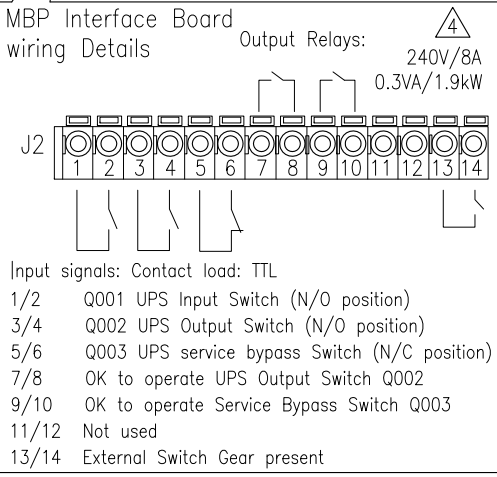 MBP Interface Board
wiring Details
Output Relays:
4
240V/8A
0.3VA/1.9kW
J2
1 2 3 4 5 6 7 8 9 10 11 12 13 14
Input signals: Contact load: TTL
1/2 Q001 UPS Input Switch (N/O position)
3/4 Q002 UPS Output Switch (N/O position)
5/6 Q003 UPS service bypass Switch (N/C position)
7/8 OK to operate UPS Output Switch Q002
9/10 OK to operate Service Bypass Switch Q003
11/12 Not used
13/14 External Switch Gear present